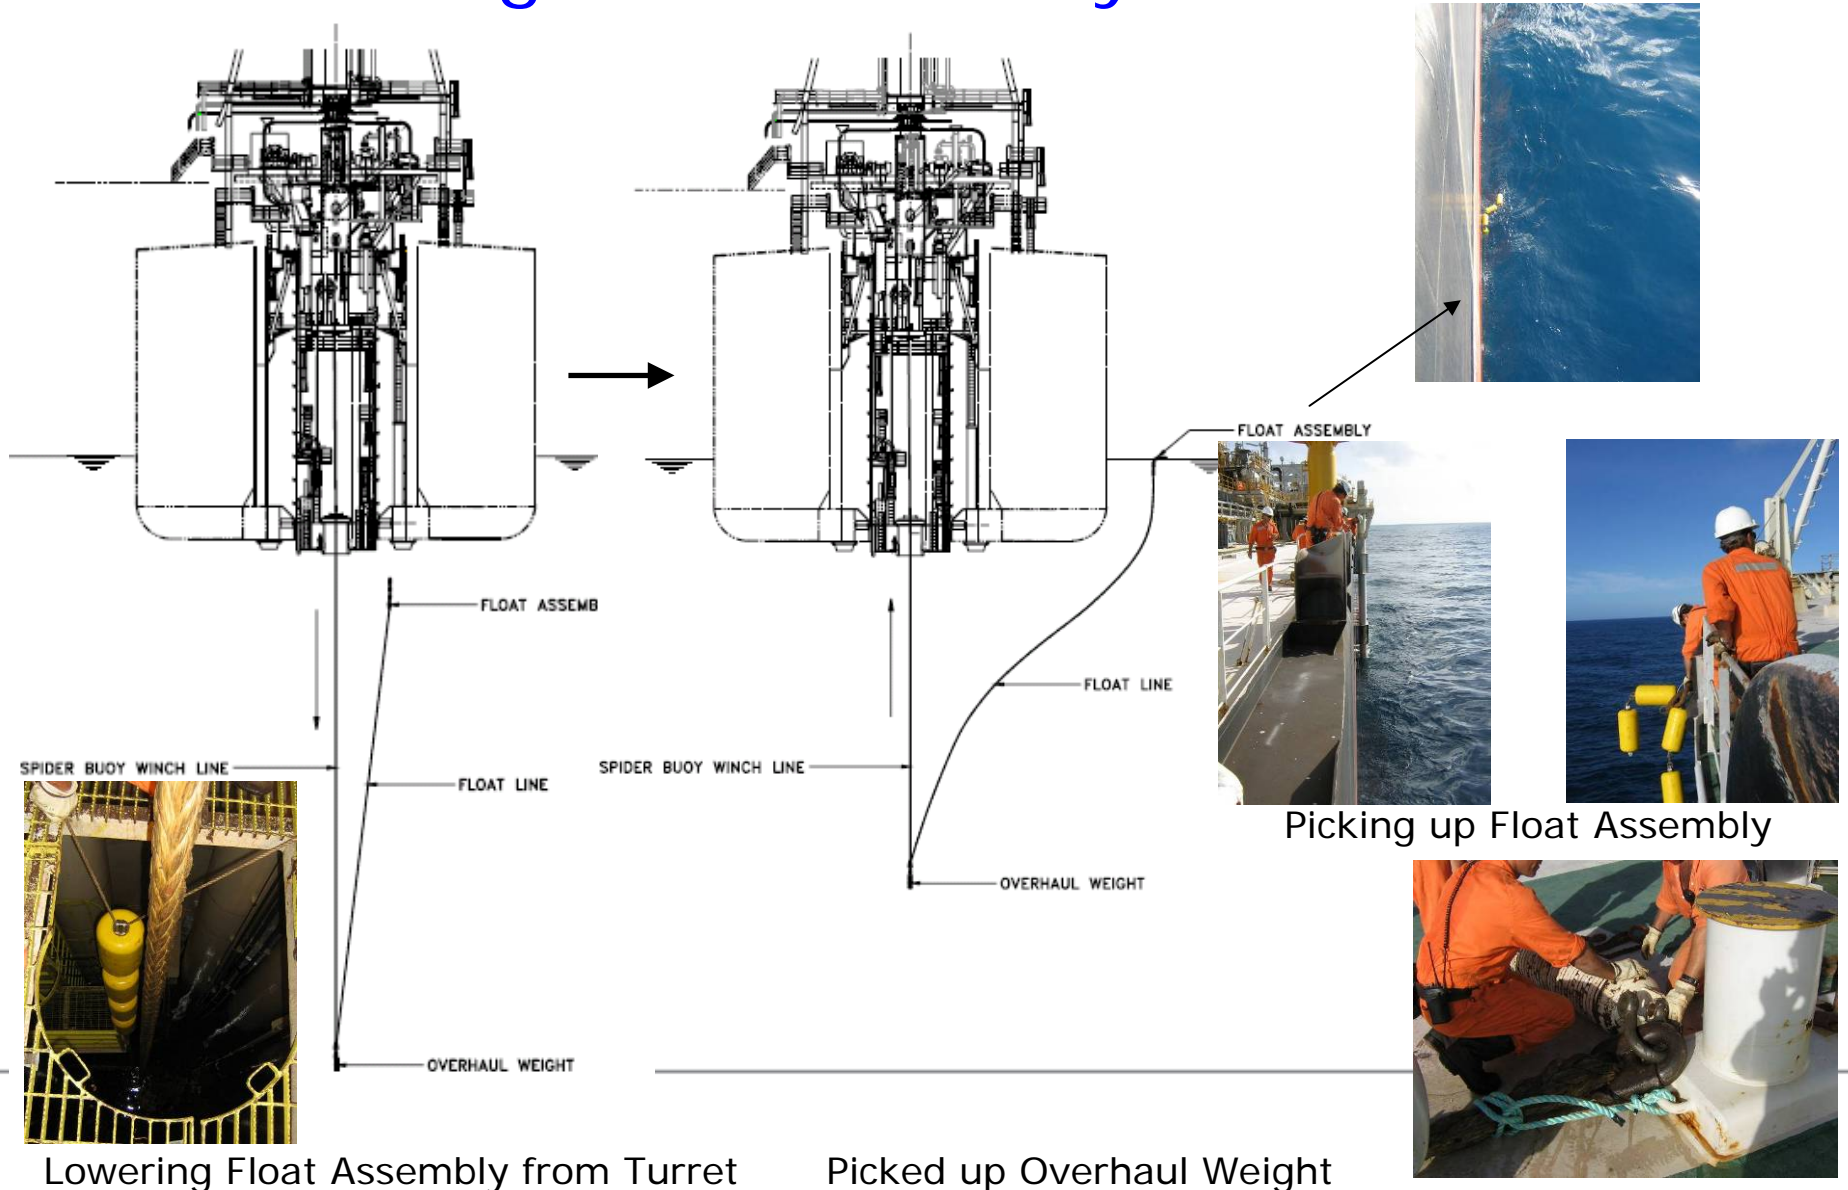 FLOAT ASSEMBLY
FLOAT ASSEMB
FLOAT LINE
SPIDER BUOY WINCH LINE
FLOAT LINE
SPIDER BUOY WINCH LINE
Picking up Float Assembly
OVERHAUL WEIGHT
OVERHAUL WEIGHT
Lowering Float Assembly from Turret
Picked up Overhaul Weight